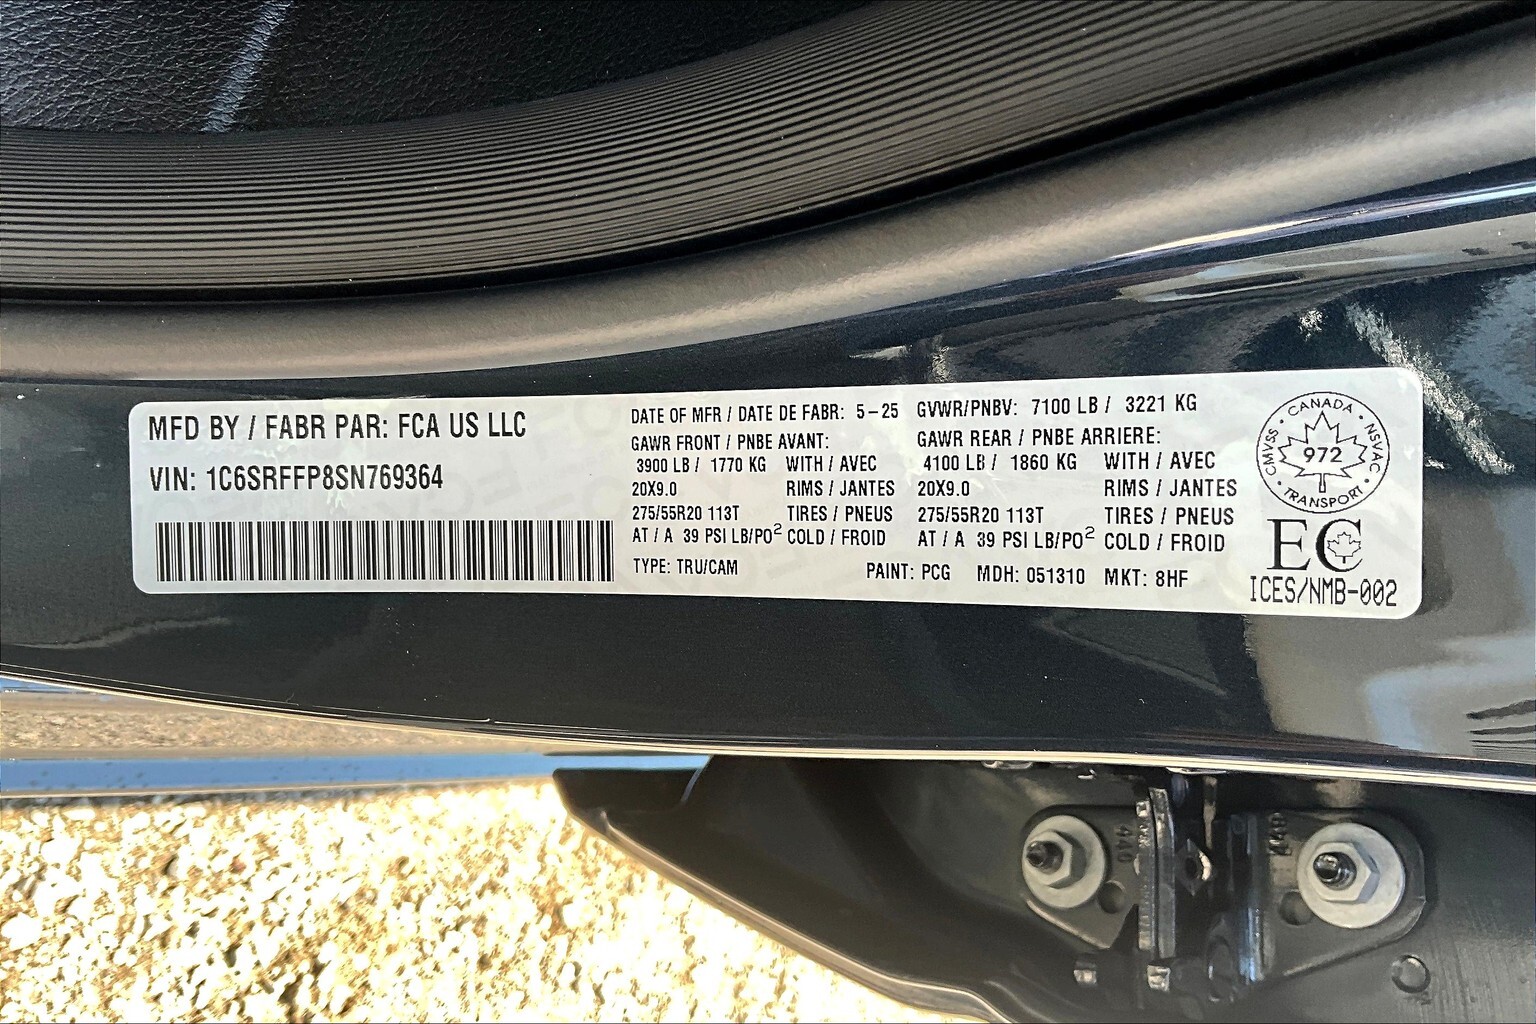 MFD BY / FABR PAR: FCA US LLC
VIN: 1C6SRFFP8SN769364
DATE OF MFR / DATE DE FABR: 5-25 GVWR/PNBV: 7100 LB / 3221 KG
GAWR FRONT / PNBE AVANT: GAWR REAR / PNBE ARRIERE:
3900 LB / 1770 KG WITH / AVEC 4100 LB / 1860 KG WITH / AVEC
20X9.0 RIMS / JANTES 20X9.0 RIMS / JANTES
275/55R20 113T TIRES / PNEUS 275/55R20 113T TIRES / PNEUS
AT / A 39 PSI LB/PO² COLD / FROID AT / A 39 PSI LB/PO² COLD / FROID
TYPE: TRU/CAM PAINT: PCG MDH: 051310 MKT: 8HF
CANADA
CMVSS 972 NSVAC
TRANSPORT
EC
ICES/NMB-002